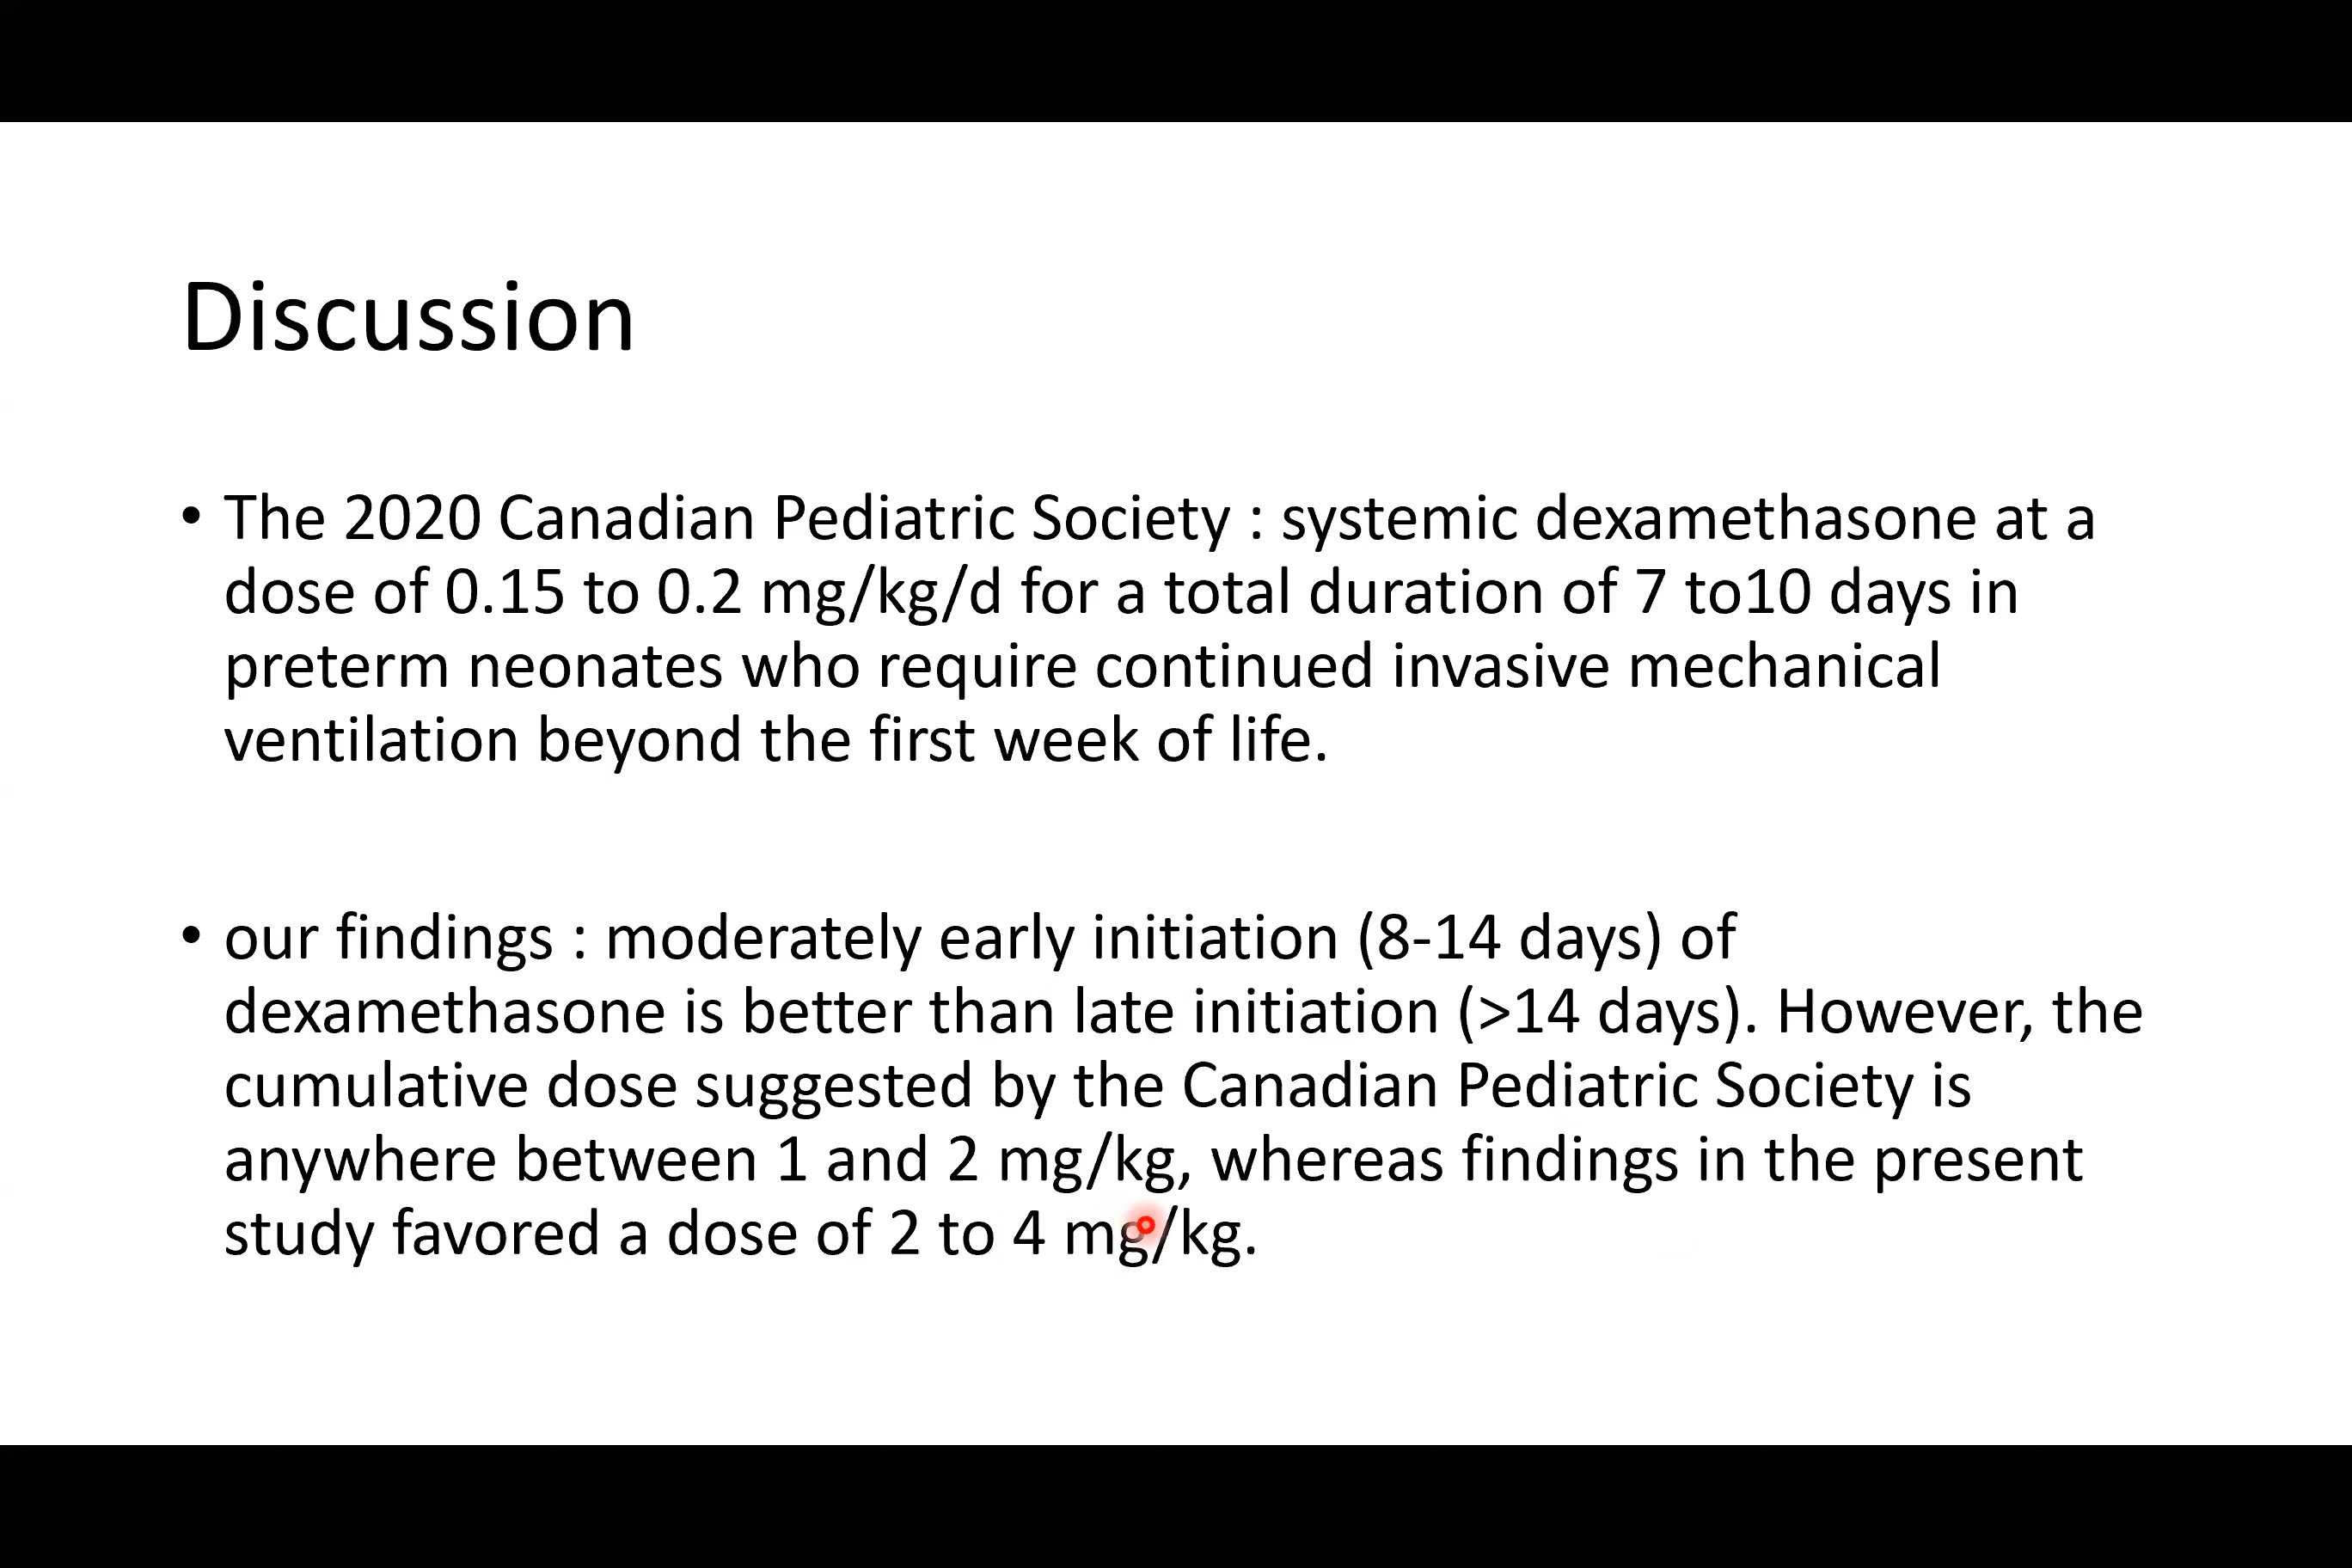 Discussion
• The 2020 Canadian Pediatric Society : systemic dexamethasone at a
dose of 0.15 to 0.2 mg/kg/d for a total duration of 7 to10 days in
preterm neonates who require continued invasive mechanical
ventilation beyond the first week of life.
• our findings : moderately early initiation (8-14 days) of
dexamethasone is better than late initiation (>14 days). However, the
cumulative dose suggested by the Canadian Pediatric Society is
anywhere between 1 and 2 mg/kg, whereas findings in the present
study favored a dose of 2 to 4 mg/kg.